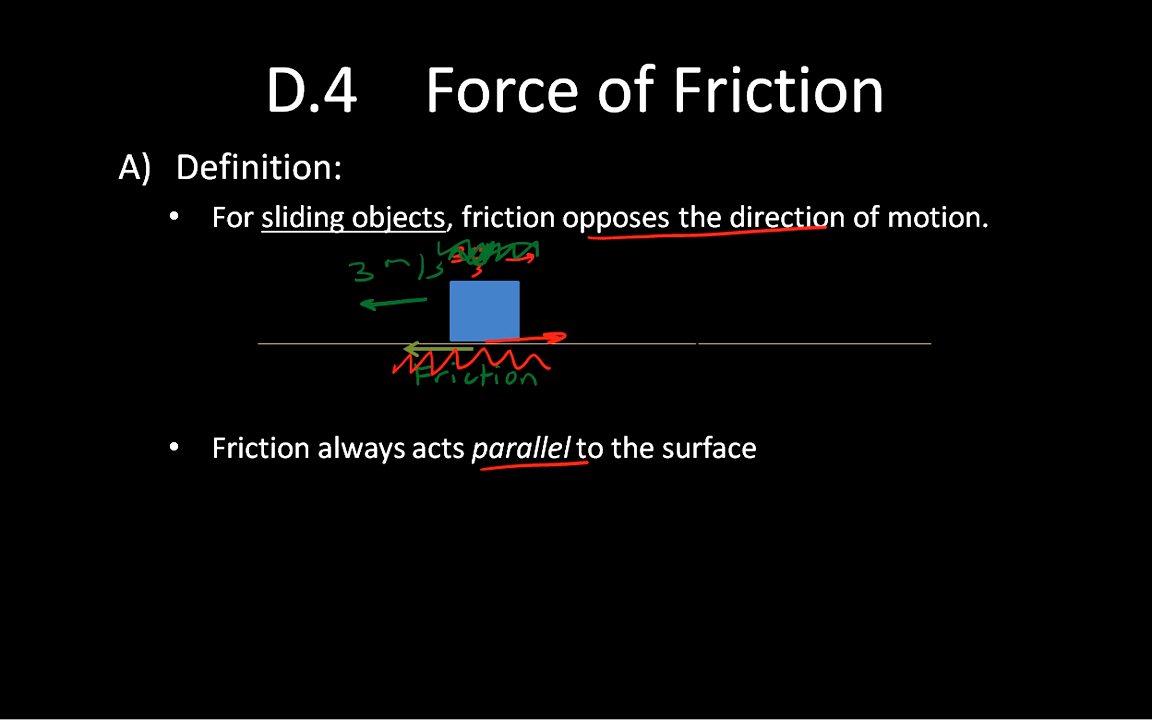 D.4 Force of Friction
A) Definition:
• For sliding objects, friction opposes the direction of motion.
3 m/s
Friction
• Friction always acts parallel to the surface